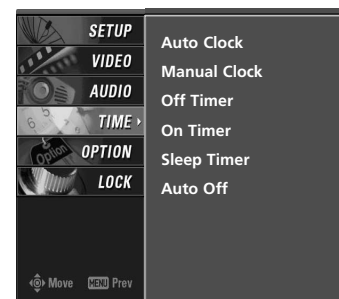 SETUP
VIDEO
AUDIO
TIME
OPTION
LOCK
Auto Clock
Manual Clock
Off Timer
On Timer
Sleep Timer
Auto Off
Move MENU Prev